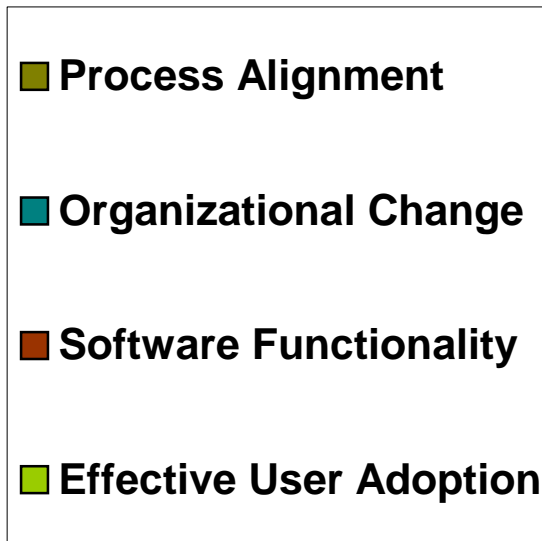 Process Alignment
Organizational Change
Software Functionality
Effective User Adoption